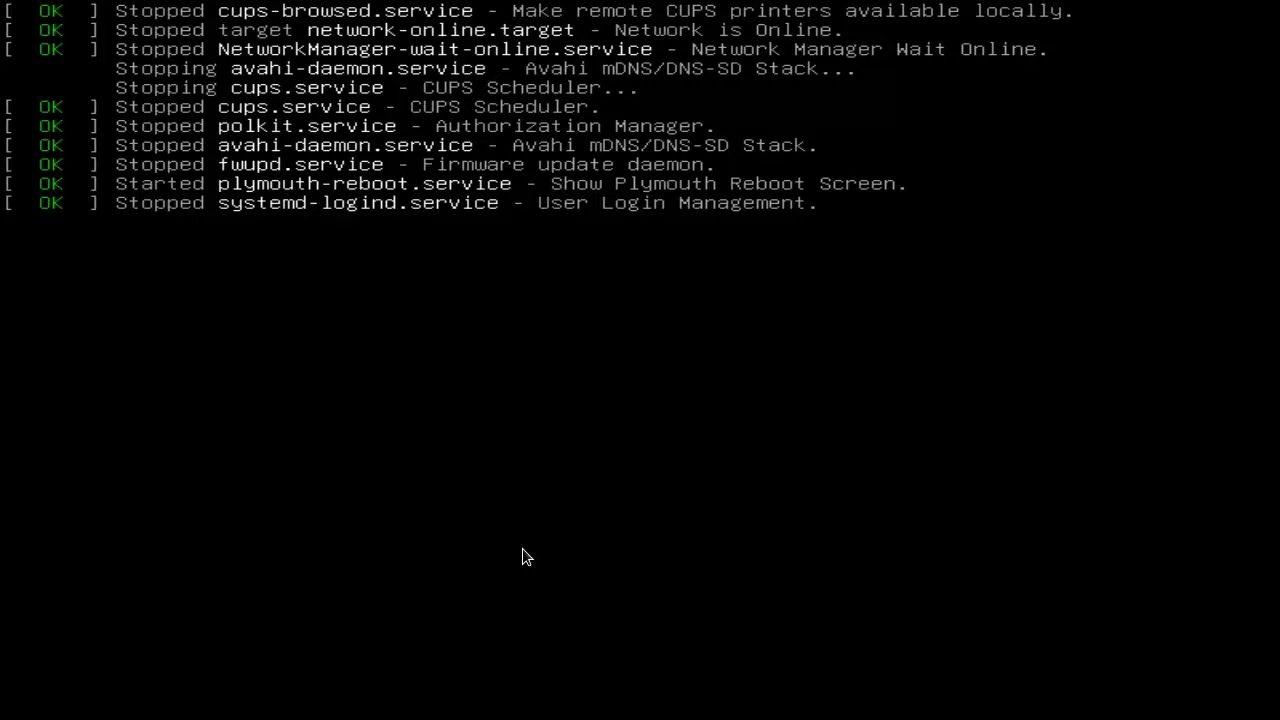 [  OK  ] Stopped cups-browsed.service - Make remote CUPS printers available locally.
[  OK  ] Stopped target network-online.target - Network is Online.
[  OK  ] Stopped NetworkManager-wait-online.service - Network Manager Wait Online.
         Stopping avahi-daemon.service - Avahi mDNS/DNS-SD Stack...
         Stopping cups.service - CUPS Scheduler...
[  OK  ] Stopped cups.service - CUPS Scheduler.
[  OK  ] Stopped polkit.service - Authorization Manager.
[  OK  ] Stopped avahi-daemon.service - Avahi mDNS/DNS-SD Stack.
[  OK  ] Stopped fwupd.service - Firmware update daemon.
[  OK  ] Started plymouth-reboot.service - Show Plymouth Reboot Screen.
[  OK  ] Stopped systemd-logind.service - User Login Management.